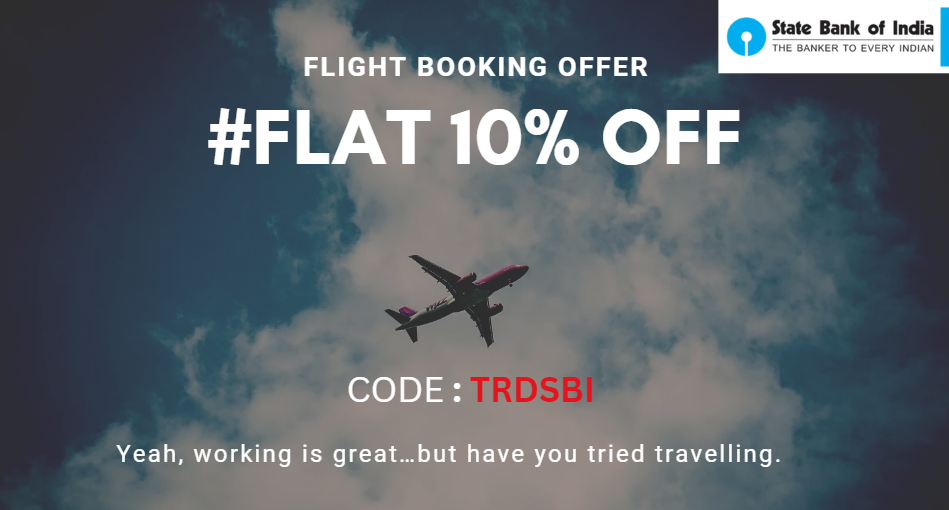 State Bank of India
THE BANKER TO EVERY INDIAN
FLIGHT BOOKING OFFER
#FLAT 10% OFF
CODE : TRDSBI
Yeah, working is great...but have you tried travelling.